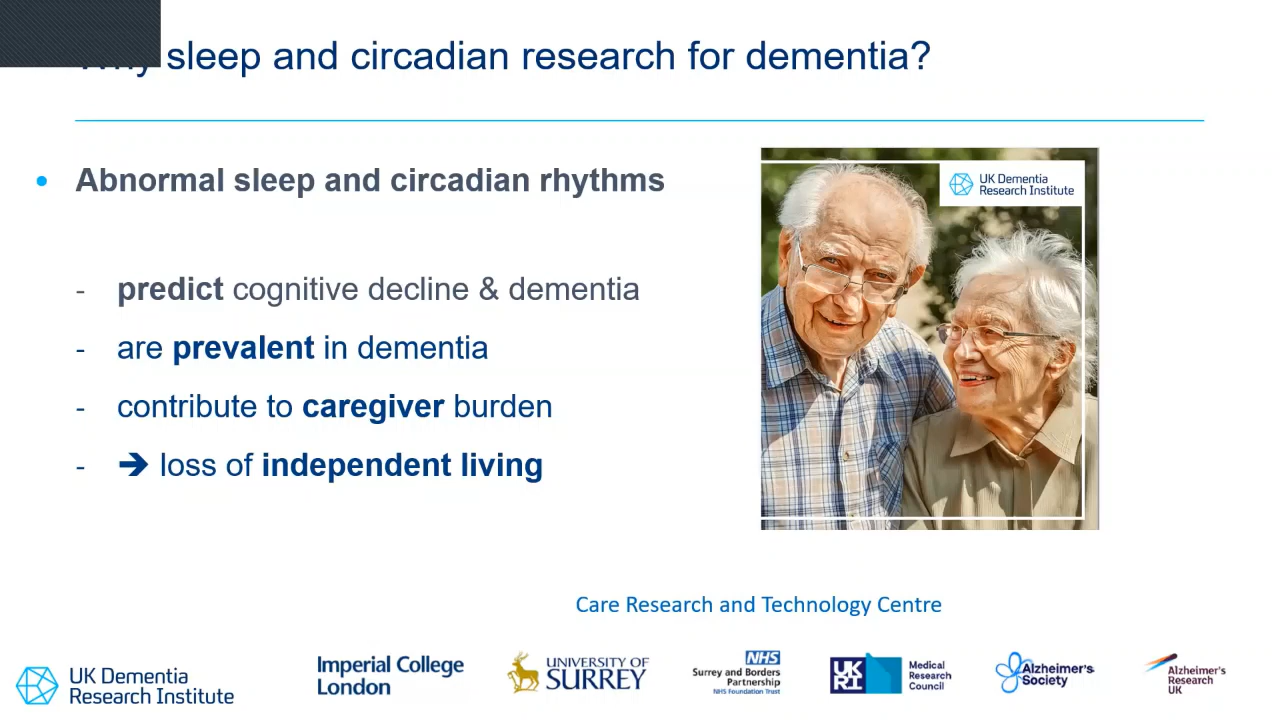 Why sleep and circadian research for dementia?
• Abnormal sleep and circadian rhythms
UK Dementia
Research Institute
- predict cognitive decline & dementia
- are prevalent in dementia
- contribute to caregiver burden
- ➔ loss of independent living
Care Research and Technology Centre
UK Dementia
Research Institute
Imperial College
London
UNIVERSITY OF
SURREY
NHS
Surrey and Borders
Partnership
NHS Foundation Trust
UK
RI
Medical
Research
Council
Alzheimer's
Society
Alzheimer's
Research
UK